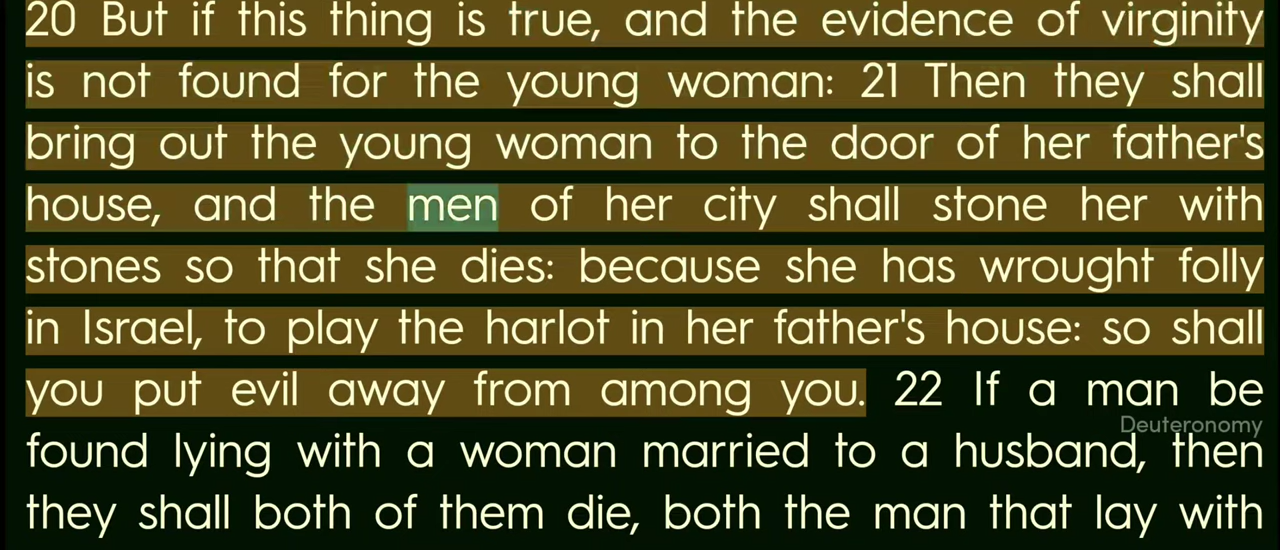 20 But if this thing is true, and the evidence of virginity
is not found for the young woman: 21 Then they shall
bring out the young woman to the door of her father's
house, and the men of her city shall stone her with
stones so that she dies: because she has wrought folly
in Israel, to play the harlot in her father's house: so shall
you put evil away from among you. 22 If a man be
Deuteronomy
found lying with a woman married to a husband, then
they shall both of them die, both the man that lay with